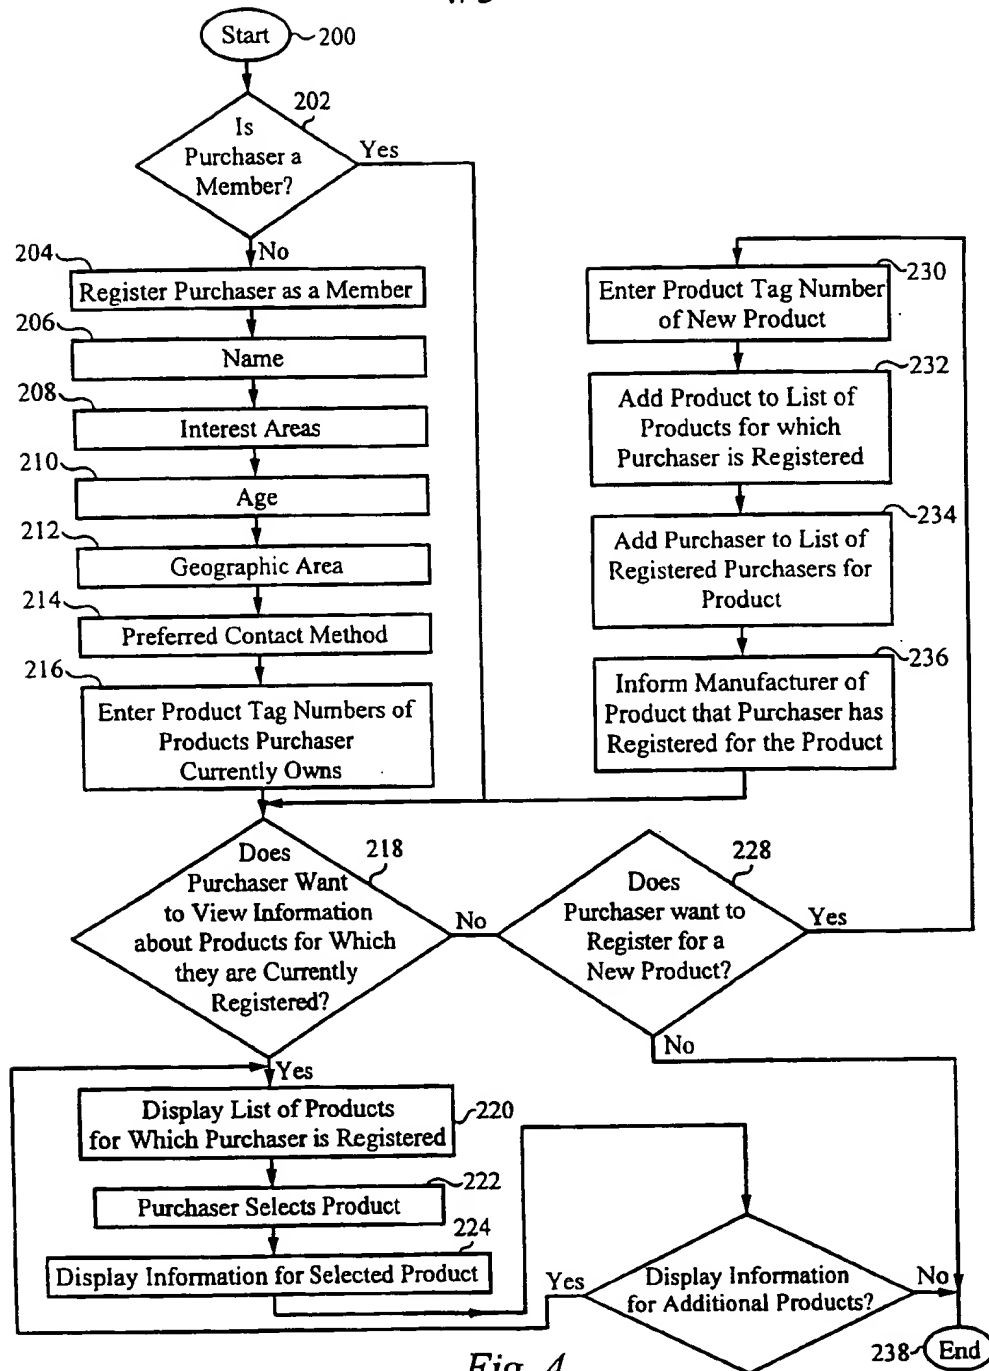 Start
200
202
Is
Purchaser a
Member?
Yes
No
204
Register Purchaser as a Member
206
Name
208
Interest Areas
210
Age
212
Geographic Area
214
Preferred Contact Method
216
Enter Product Tag Numbers of
Products Purchaser
Currently Owns
230
Enter Product Tag Number
of New Product
232
Add Product to List of
Products for which
Purchaser is Registered
234
Add Purchaser to List of
Registered Purchasers for
Product
236
Inform Manufacturer of
Product that Purchaser has
Registered for the Product
218
Does
Purchaser Want
to View Information
about Products for Which
they are Currently
Registered?
No
Yes
228
Does
Purchaser want to
Register for a
New Product?
Yes
No
Display List of Products
for Which Purchaser is Registered
220
222
Purchaser Selects Product
224
Display Information for Selected Product
Yes
Display Information
for Additional Products?
No
238
End
Fig. 4